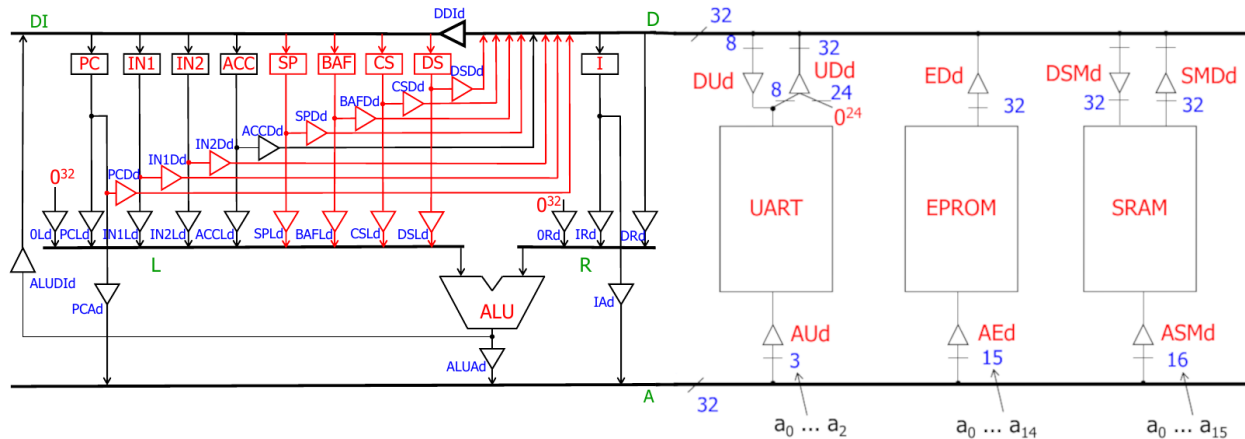 DI
DDId
D
32
PC
IN1
IN2
ACC
SP
BAF
CS
DS
I
8
32
DUd
UDd
8
24
0²⁴
EDd
32
DSMd
SMDd
32
32
DSDd
CSDd
BAFDd
SPDd
ACCDd
IN1Dd
IN2Dd
PCDd
0³²
0³²
UART
EPROM
SRAM
0Ld
PCLd
IN1Ld
IN2Ld
ACCLd
SPLd
BAFLd
CSLd
DSLd
0Rd
IRd
DRd
L
R
ALUDId
PCAd
ALU
IAd
ALUAd
AUd
3
AEd
15
ASMd
16
A
32
a₀ ... a₂
a₀ ... a₁₄
a₀ ... a₁₅